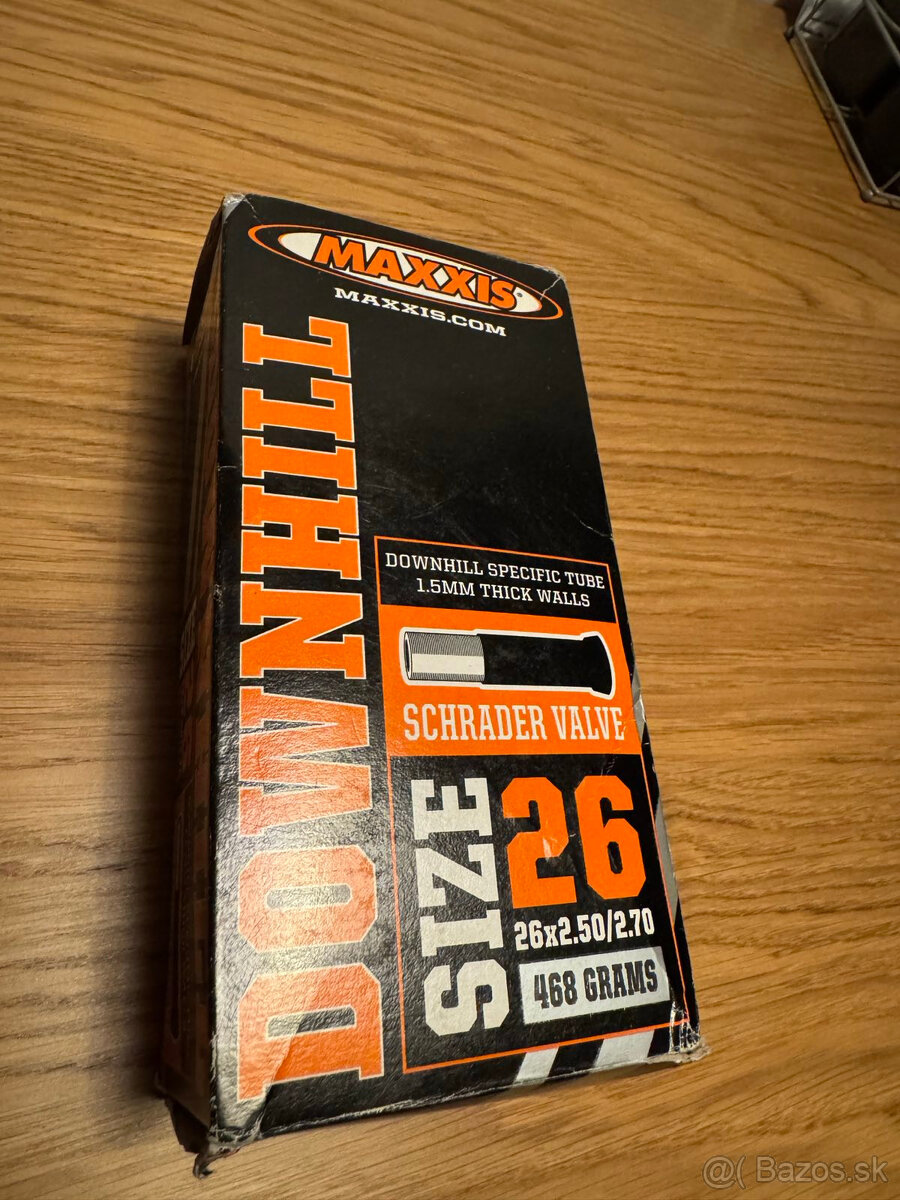 MAXXIS
MAXXIS.COM
DOWNHILL
DOWNHILL SPECIFIC TUBE
1.5MM THICK WALLS
SCHRADER VALVE
SIZE 26
26x2.50/2.70
468 GRAMS
@( Bazos.sk